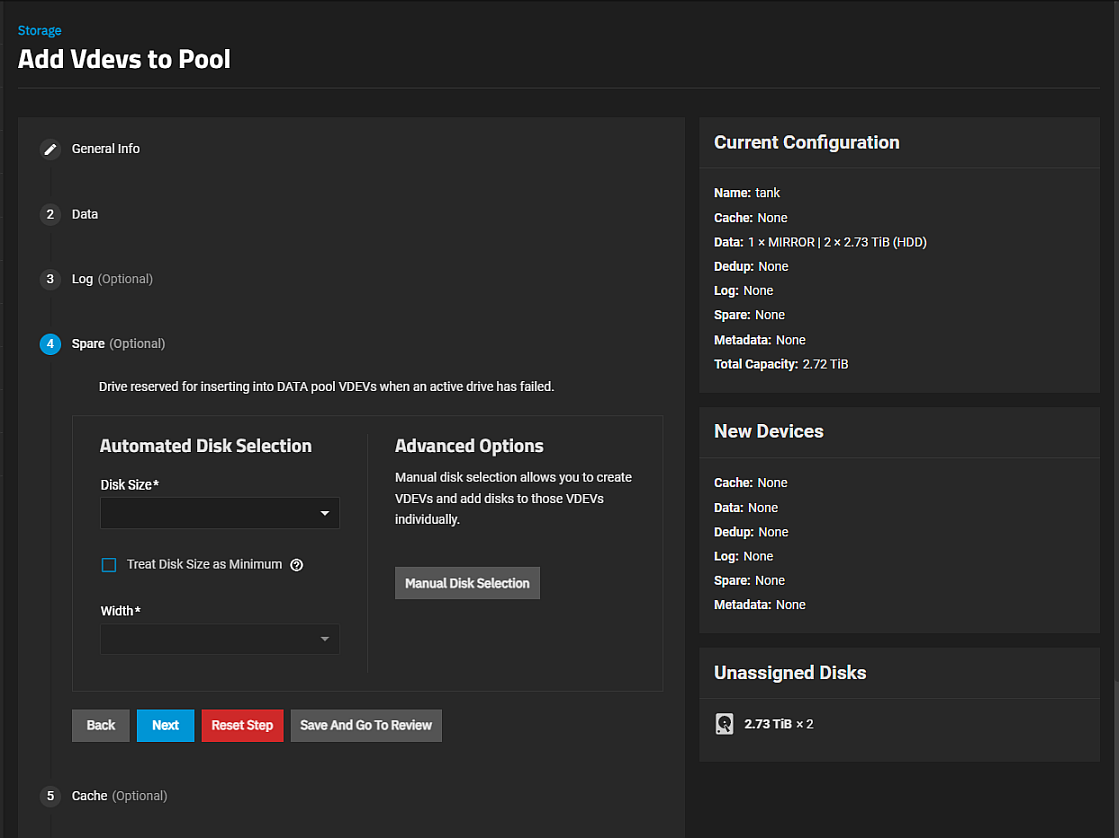 Storage
Add Vdevs to Pool
General Info
2 Data
3 Log (Optional)
4 Spare (Optional)
Drive reserved for inserting into DATA pool VDEVs when an active drive has failed.
Automated Disk Selection
Disk Size*
Treat Disk Size as Minimum
Width*
Advanced Options
Manual disk selection allows you to create
VDEVs and add disks to those VDEVs
individually.
Manual Disk Selection
Back Next Reset Step Save And Go To Review
5 Cache (Optional)
Current Configuration
Name: tank
Cache: None
Data: 1 × MIRROR | 2 × 2.73 TiB (HDD)
Dedup: None
Log: None
Spare: None
Metadata: None
Total Capacity: 2.72 TiB
New Devices
Cache: None
Data: None
Dedup: None
Log: None
Spare: None
Metadata: None
Unassigned Disks
2.73 TiB × 2